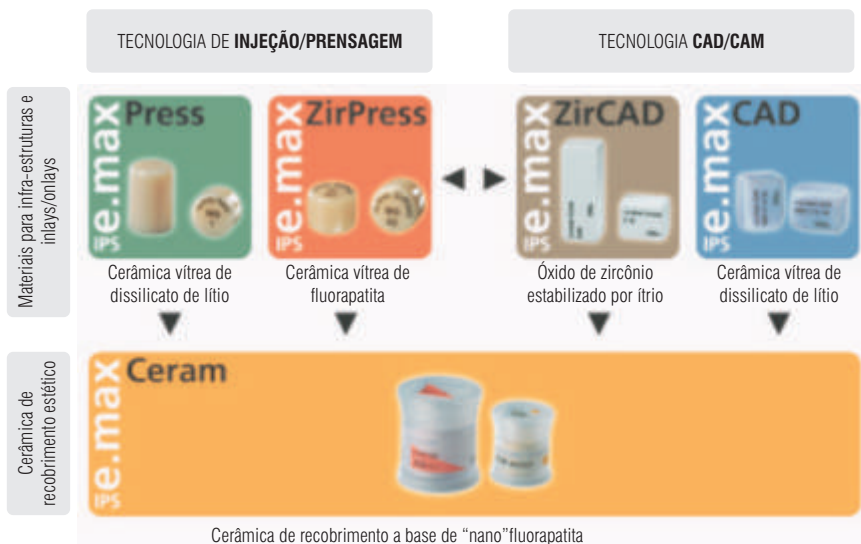 TECNOLOGIA DE INJEÇÃO/PRENSAGEM
TECNOLOGIA CAD/CAM
Materiais para infra-estruturas e
inlays/onlays
IPS e.max Press
IPS e.max ZirPress
IPS e.max ZirCAD
IPS e.max CAD
Cerâmica vítrea de
dissilicato de lítio
Cerâmica vítrea de
fluorapatita
Óxido de zircônio
estabilizado por ítrio
Cerâmica vítrea de
dissilicato de lítio
Cerâmica de
recobrimento estético
IPS e.max Ceram
Cerâmica de recobrimento a base de “nano”fluorapatita